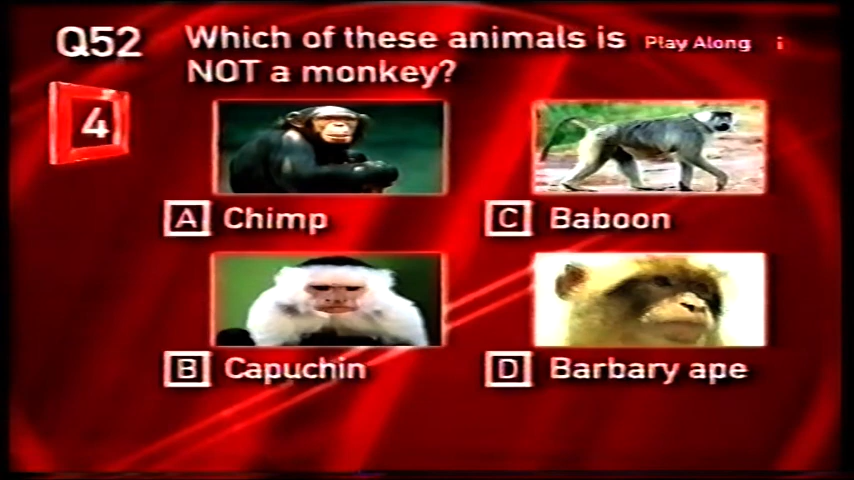 Q52
Which of these animals is
NOT a monkey?
Play Along i
4
A Chimp
C Baboon
B Capuchin
D Barbary ape